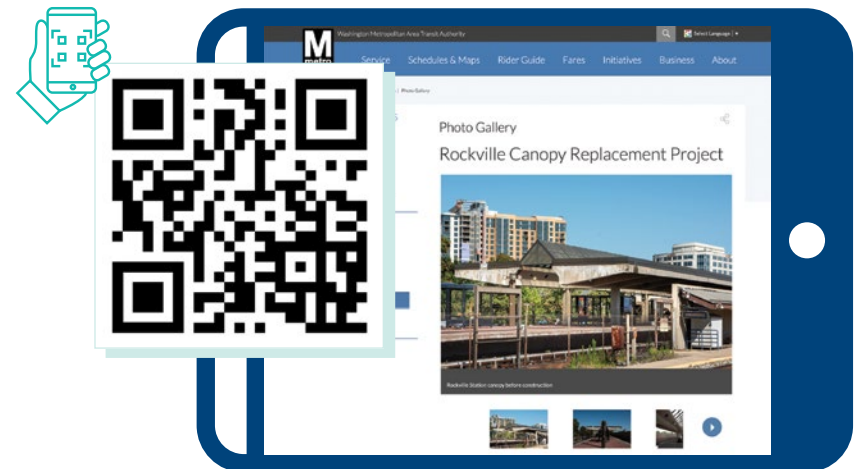 Washington Metropolitan Area Transit Authority
Select Language
M
metro
Service Schedules & Maps Rider Guide Fares Initiatives Business About
Photo Gallery
Photo Gallery
Rockville Canopy Replacement Project
Rockville Station canopy before construction